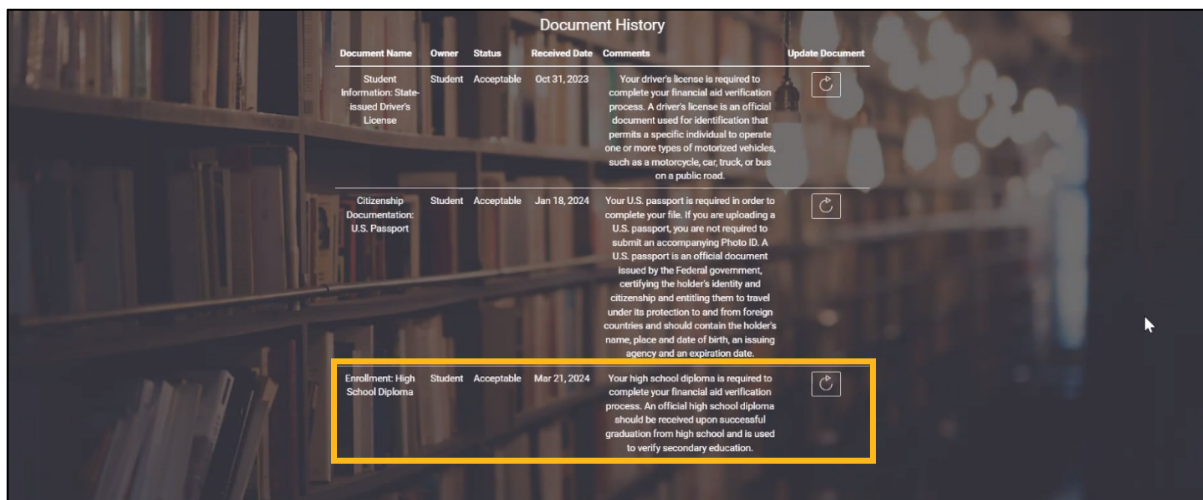 Document History
Document Name Owner Status Received Date Comments Update Document
Student Student Acceptable Oct 31, 2023 Your driver's license is required to
Information: State- complete your financial aid verification
issued Driver's process. A driver's license is an official
License document used for identification that
permits a specific individual to operate
one or more types of motorized vehicles,
such as a motorcycle, car, truck, or bus
on a public road.
Citizenship Student Acceptable Jan 18, 2024 Your U.S. passport is required in order to
Documentation: complete your file. If you are uploading a
U.S. Passport U.S. passport, you are not required to
submit an accompanying Photo ID. A
U.S. passport is an official document
issued by the Federal government,
certifying the holder's identity and
citizenship and entitling them to travel
under its protection to and from foreign
countries and should contain the holder's
name, place and date of birth, an issuing
agency and an expiration date.
Enrollment: High Student Acceptable Mar 21, 2024 Your high school diploma is required to
School Diploma complete your financial aid verification
process. An official high school diploma
should be received upon successful
graduation from high school and is used
to verify secondary education.